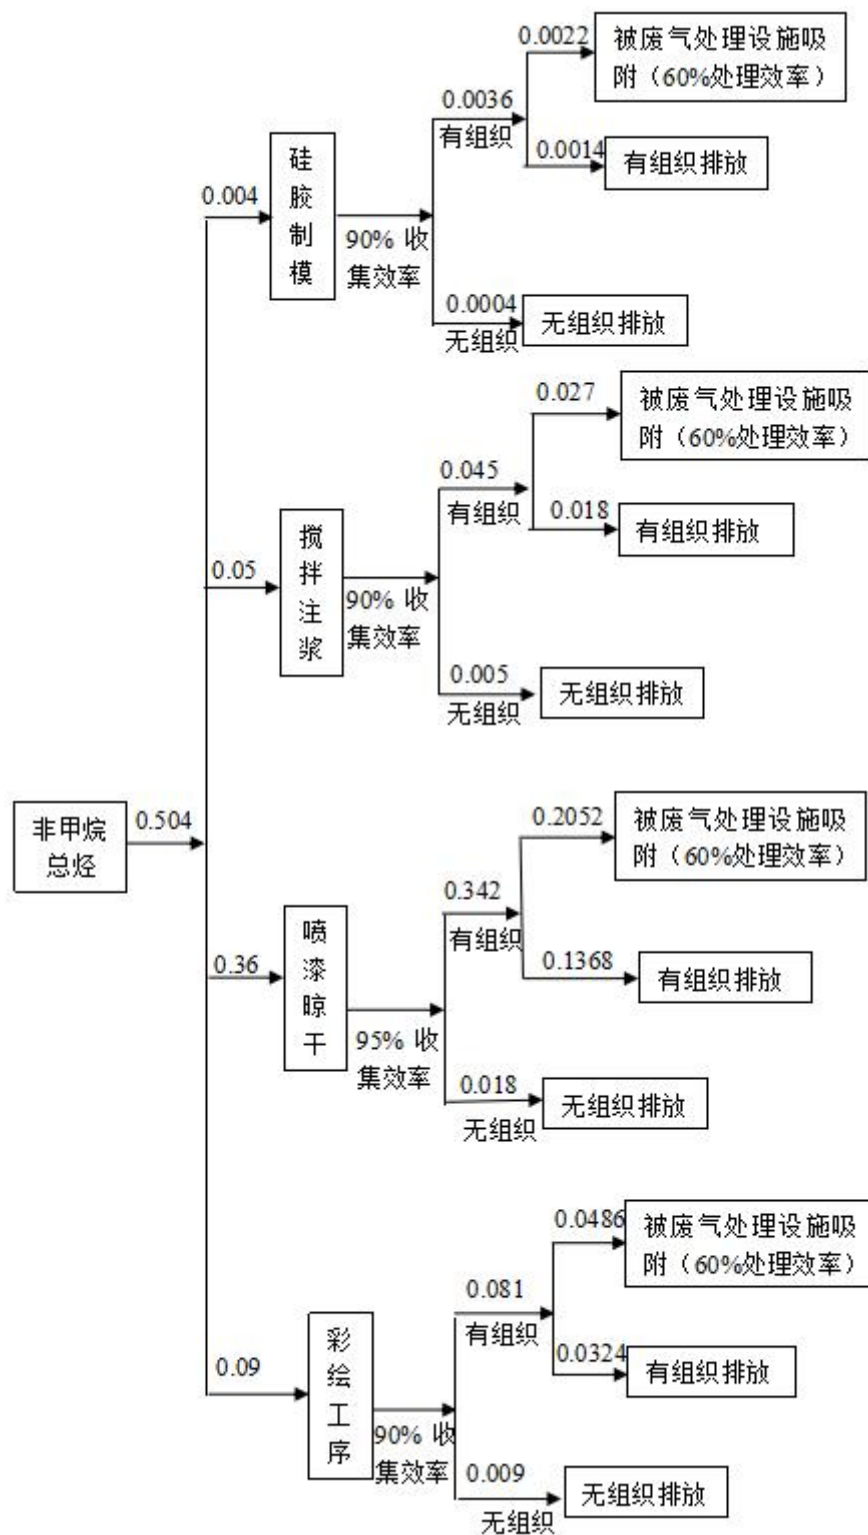 0.0022
被废气处理设施吸
附（60%处理效率）
0.0036
有组织
0.0014
有组织排放
0.004
硅胶制模
90% 收
集效率
0.0004
无组织
无组织排放
0.027
被废气处理设施吸
附（60%处理效率）
0.045
有组织
0.018
有组织排放
0.05
搅拌注浆
90% 收
集效率
0.005
无组织
无组织排放
非甲烷
总烃
0.504
0.2052
被废气处理设施吸
附（60%处理效率）
0.342
有组织
0.1368
有组织排放
0.36
喷漆晾干
95% 收
集效率
0.018
无组织
无组织排放
0.0486
被废气处理设施吸
附（60%处理效率）
0.081
有组织
0.0324
有组织排放
0.09
彩绘工序
90% 收
集效率
0.009
无组织
无组织排放